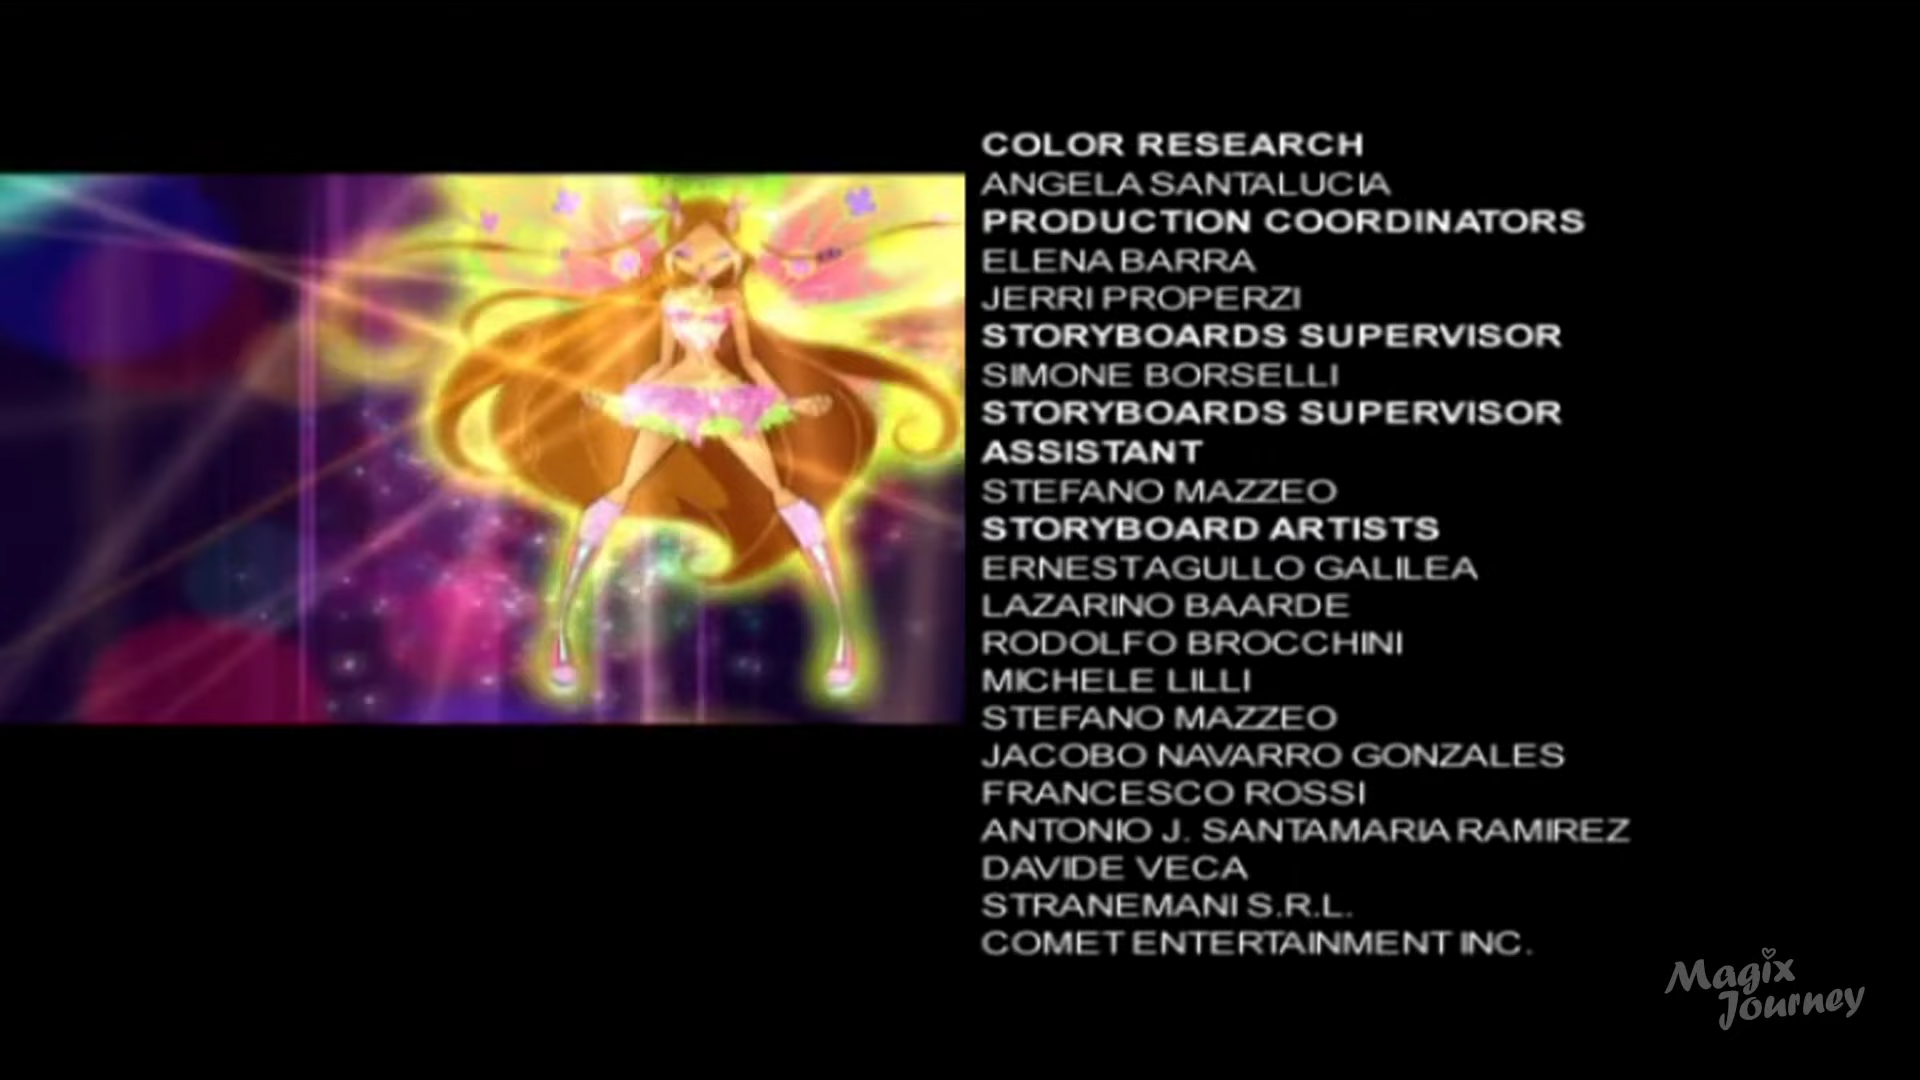 COLOR RESEARCH
ANGELA SANTALUCIA
PRODUCTION COORDINATORS
ELENA BARRA
JERRI PROPERZI
STORYBOARDS SUPERVISOR
SIMONE BORSELLI
STORYBOARDS SUPERVISOR
ASSISTANT
STEFANO MAZZEO
STORYBOARD ARTISTS
ERNESTAGULLO GALILEA
LAZARINO BAARDE
RODOLFO BROCCHINI
MICHELE LILLI
STEFANO MAZZEO
JACOBO NAVARRO GONZALES
FRANCESCO ROSSI
ANTONIO J. SANTAMARIA RAMIREZ
DAVIDE VECA
STRANEMANI S.R.L.
COMET ENTERTAINMENT INC.
Magix
Journey